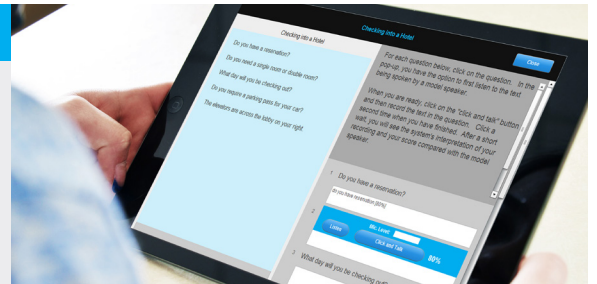 Checking into a Hotel
Close
Checking into a Hotel
Do you have a reservation?
Do you need a single room or double room?
What day will you be checking out?
Do you require a parking pass for your car?
The elevators are across the lobby on your right
For each question below, click on the question. In the
pop-up, you have the option to first listen to the text
being spoken by a model speaker.
When you are ready, click on the "click and talk" button
and then record the text in the question. Click a
second time when you have finished. After a short
wait, you will see the system's interpretation of your
recording and your score compared with the model
speaker.
1 Do you have a reservation?
do you have reservation [80%]
2
Mic. Level:
Listen
Click and Talk
80%
3 What day will you be checking out?